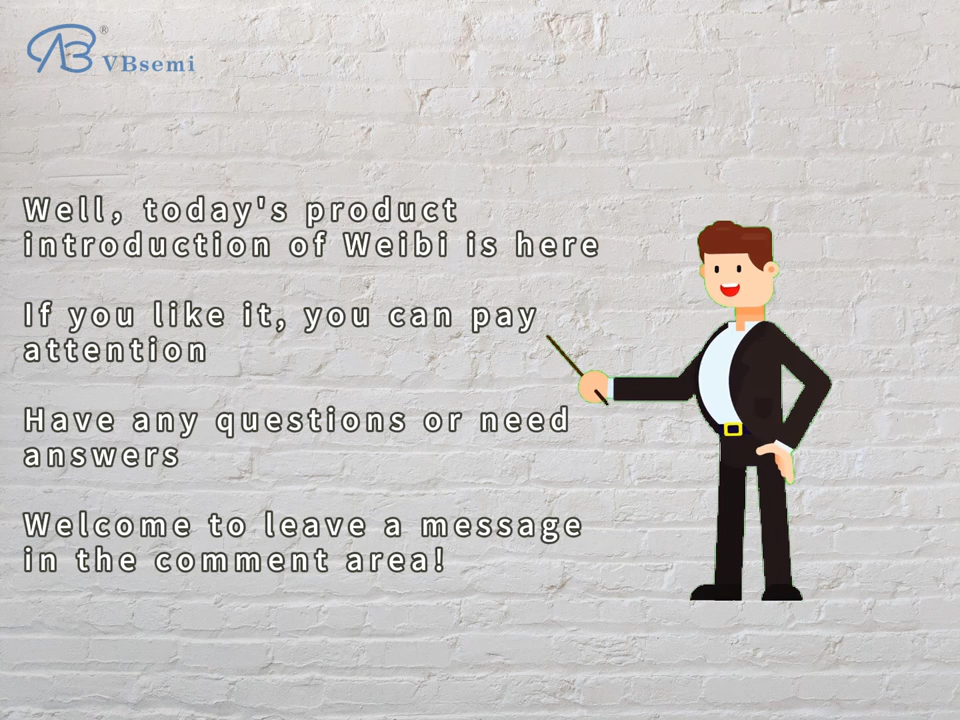 VBsemi
Well, today's product
introduction of Weibi is here
If you like it, you can pay
attention
Have any questions or need
answers
Welcome to leave a message
in the comment area!